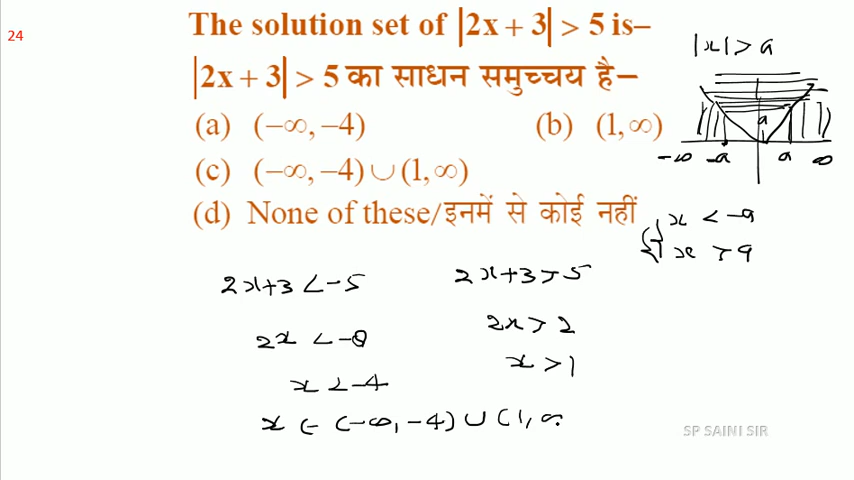 24
The solution set of |2x + 3| > 5 is–
|2x + 3| > 5 का साधन समुच्चय है–
(a) (–∞, –4) (b) (1, ∞)
(c) (–∞, –4) ∪ (1, ∞)
(d) None of these/इनमें से कोई नहीं
|x| > a
a
-∞ -a a ∞
x < -a
x > a
2x+3 < -5 2x+3 > 5
2x < -8 2x > 2
x < -4 x > 1
x ∈ (-∞, -4) ∪ (1, ∞
SP SAINI SIR